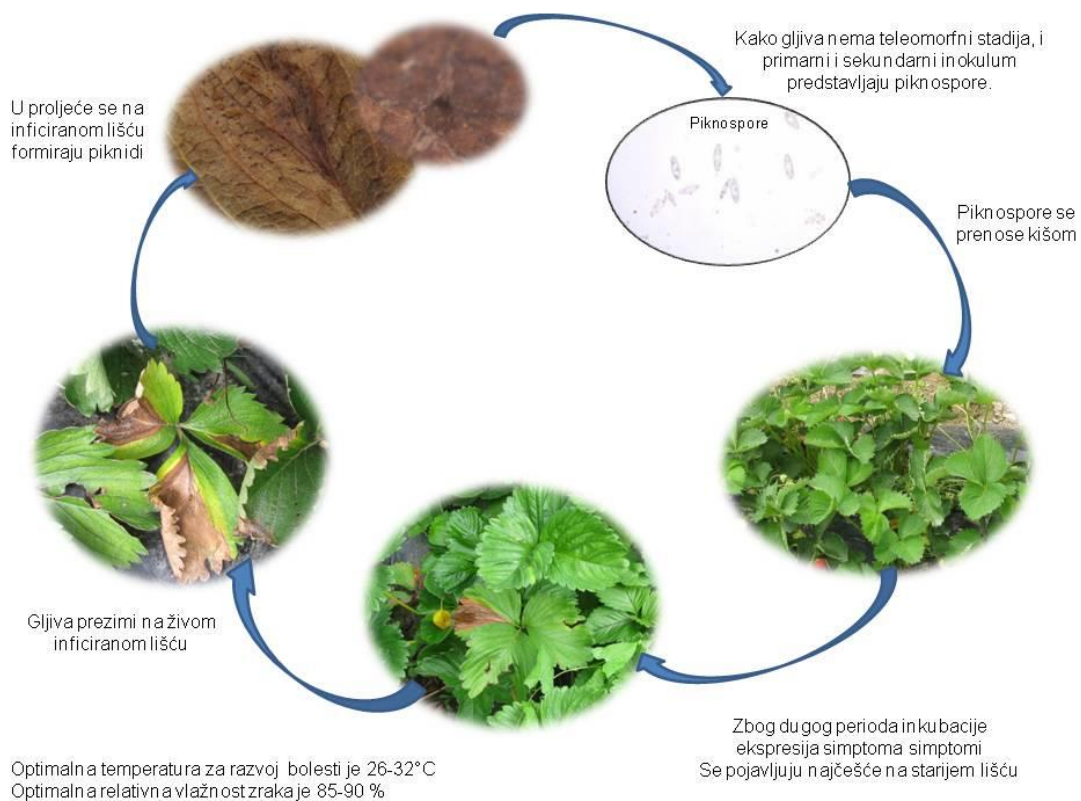 Kako gljiva nema teleomorfni stadija, i
primarni i sekundarni inokulum
predstavljaju piknospore.
Piknospore
U proljeće se na
inficiranom lišću
formiraju piknidi
Piknospore se
prenose kišom
Gljiva prezimi na živom
inficiranom lišću
Zbog dugog perioda inkubacije
ekspresija simptoma simptomi
Se pojavljuju najčešće na starijem lišću
Optimalna temperatura za razvoj bolesti je 26-32°C
Optimalna relativna vlažnost zraka je 85-90 %